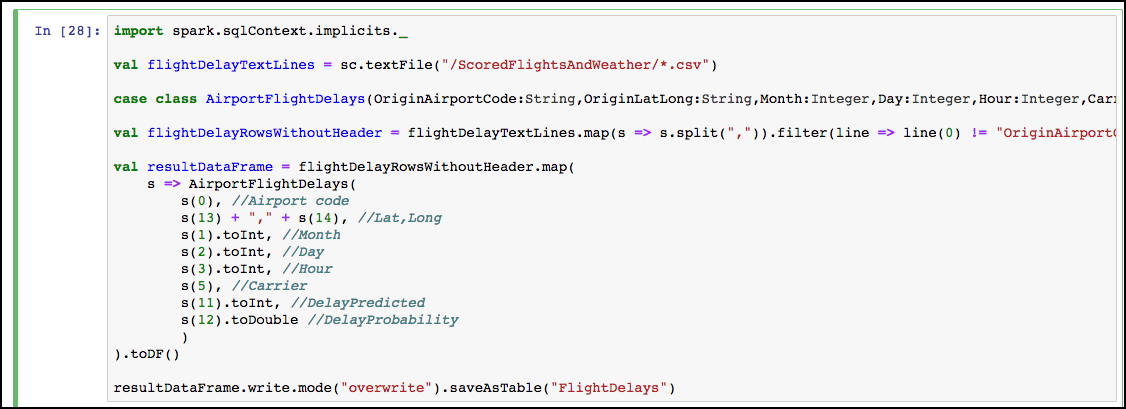 In [28]: import spark.sqlContext.implicits._
val flightDelayTextLines = sc.textFile("/ScoredFlightsAndWeather/*.csv")
case class AirportFlightDelays(OriginAirportCode:String,OriginLatLong:String,Month:Integer,Day:Integer,Hour:Integer,Carr
val flightDelayRowsWithoutHeader = flightDelayTextLines.map(s => s.split(",")).filter(line => line(0) != "OriginAirportC
val resultDataFrame = flightDelayRowsWithoutHeader.map(
s => AirportFlightDelays(
s(0), //Airport code
s(13) + "," + s(14), //Lat,Long
s(1).toInt, //Month
s(2).toInt, //Day
s(3).toInt, //Hour
s(5), //Carrier
s(11).toInt, //DelayPredicted
s(12).toDouble //DelayProbability
)
).toDF()
resultDataFrame.write.mode("overwrite").saveAsTable("FlightDelays")